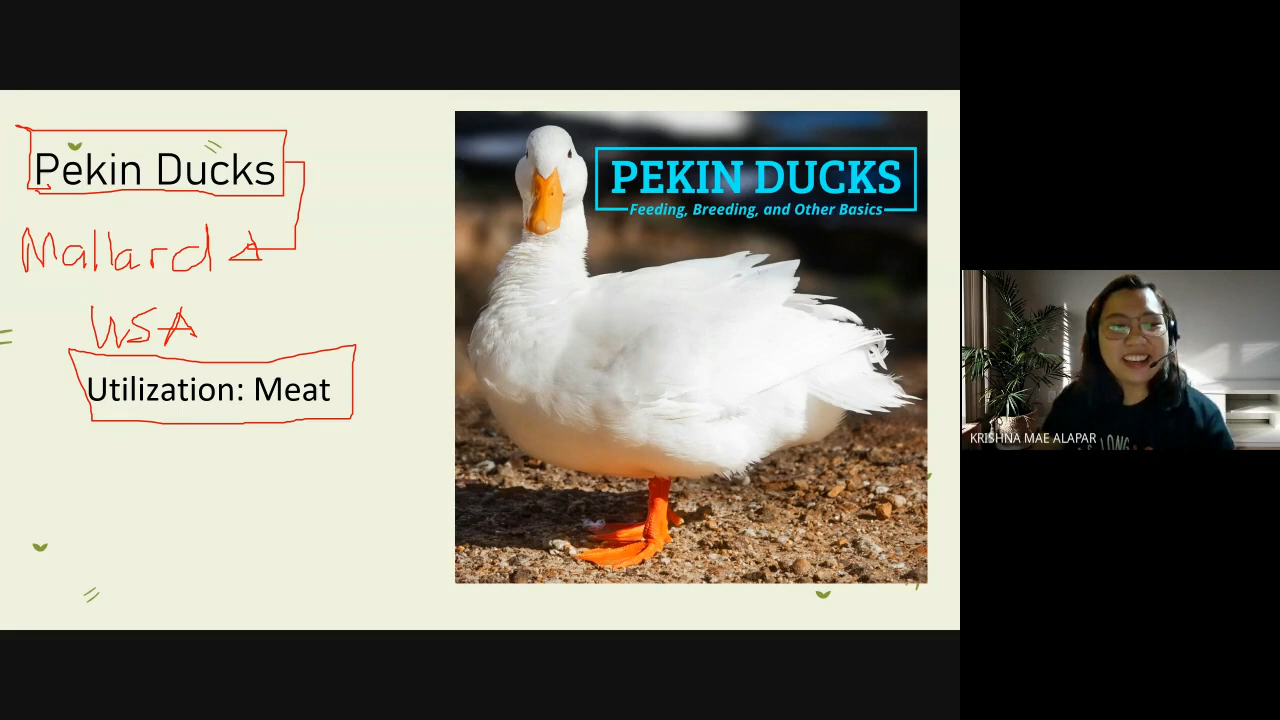 Pekin Ducks
Mallard
USA
Utilization: Meat
PEKIN DUCKS
Feeding, Breeding, and Other Basics
KRISHNA MAE ALAPAR